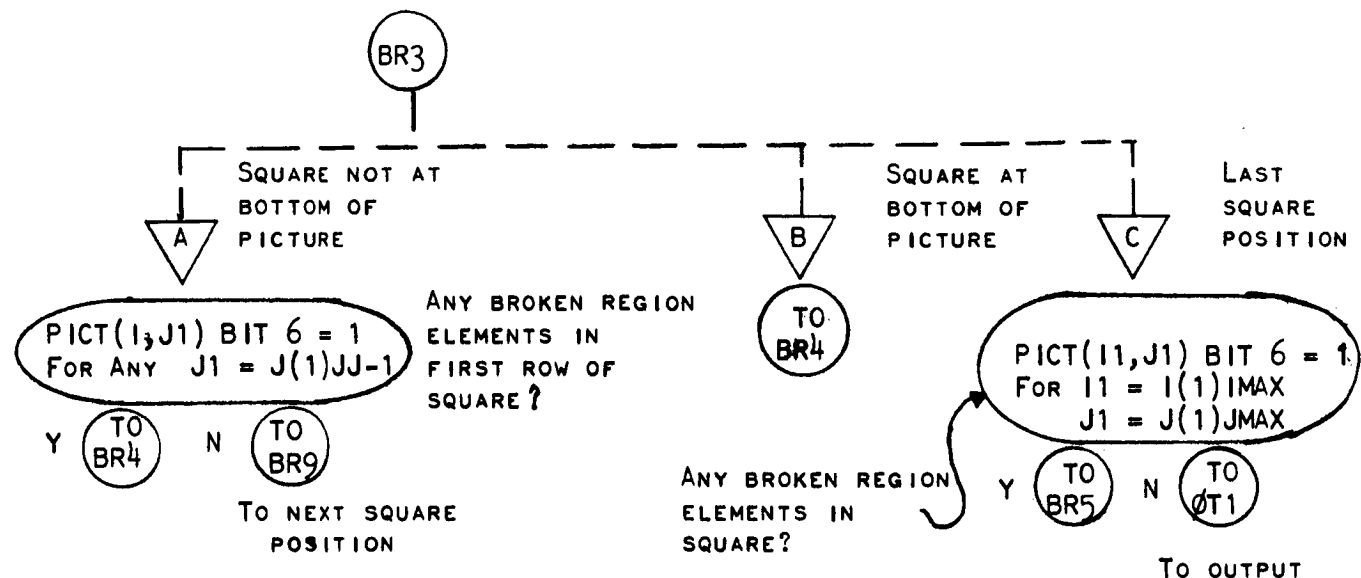 BR3
SQUARE NOT AT
BOTTOM OF
PICTURE
A
SQUARE AT
BOTTOM OF
PICTURE
B
LAST
SQUARE
POSITION
C
PICT(I,J1) BIT 6 = 1
FOR ANY J1 = J(1)JJ-1
ANY BROKEN REGION
ELEMENTS IN
FIRST ROW OF
SQUARE?
Y
TO
BR4
N
TO
BR9
TO NEXT SQUARE
POSITION
TO
BR4
PICT(I1,J1) BIT 6 = 1
FOR I1 = I(1)IMAX
J1 = J(1)JMAX
ANY BROKEN REGION
ELEMENTS IN
SQUARE?
Y
TO
BR5
N
TO
ØT1
TO OUTPUT